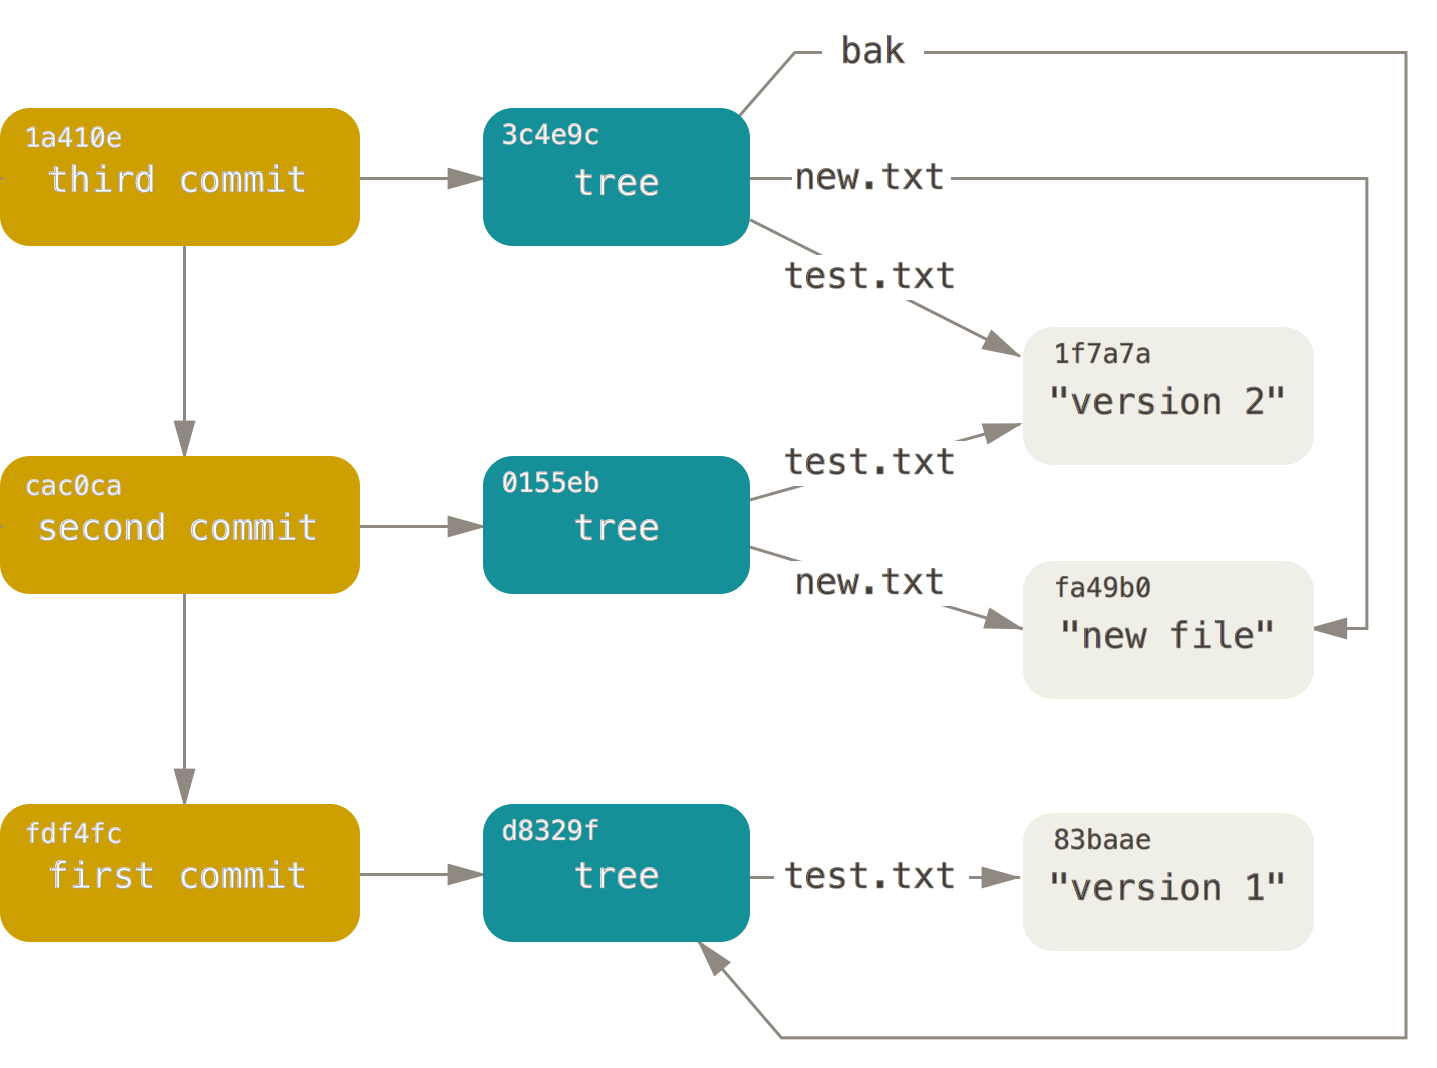 bak
1a410e
third commit
3c4e9c
tree
new.txt
test.txt
1f7a7a
"version 2"
cac0ca
second commit
0155eb
tree
test.txt
new.txt
fa49b0
"new file"
fdf4fc
first commit
d8329f
tree
test.txt
83baae
"version 1"